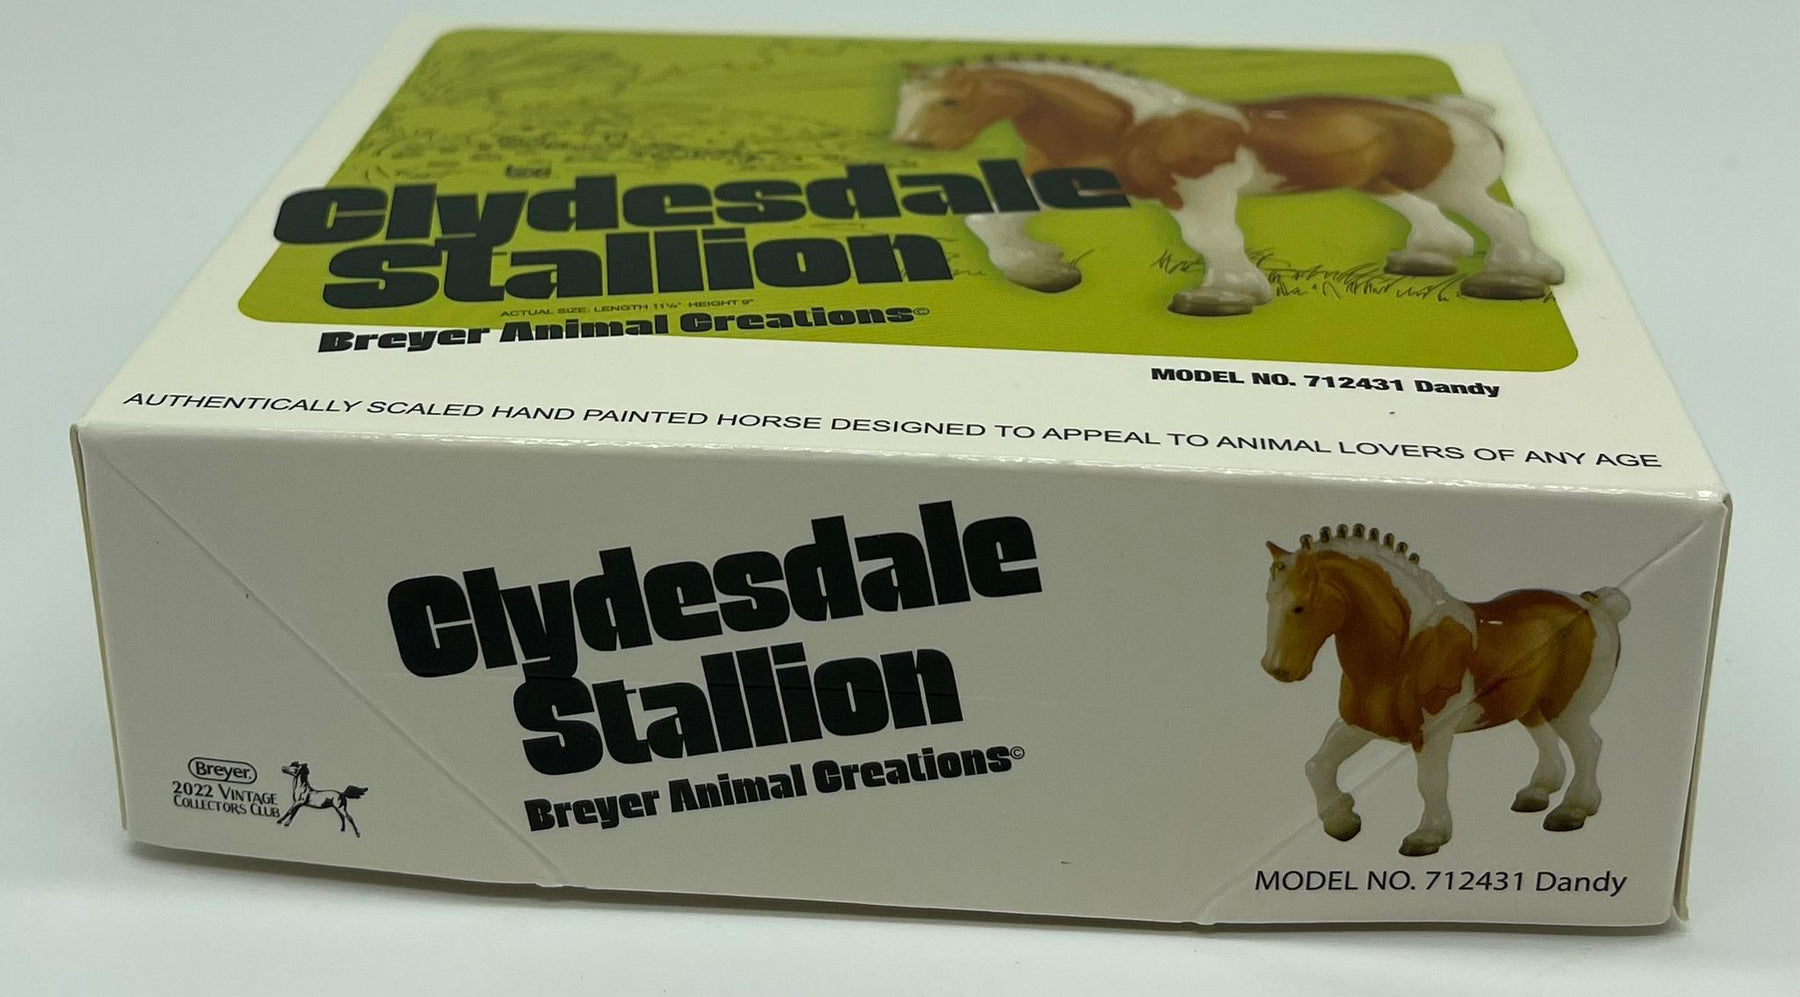 Clydesdale
Stallion
ACTUAL SIZE: LENGTH 11¼" HEIGHT 9"
Breyer Animal Creations©
MODEL NO. 712431 Dandy
AUTHENTICALLY SCALED HAND PAINTED HORSE DESIGNED TO APPEAL TO ANIMAL LOVERS OF ANY AGE
Clydesdale
Stallion
Breyer Animal Creations©
Breyer
2022 VINTAGE
COLLECTORS CLUB
MODEL NO. 712431 Dandy